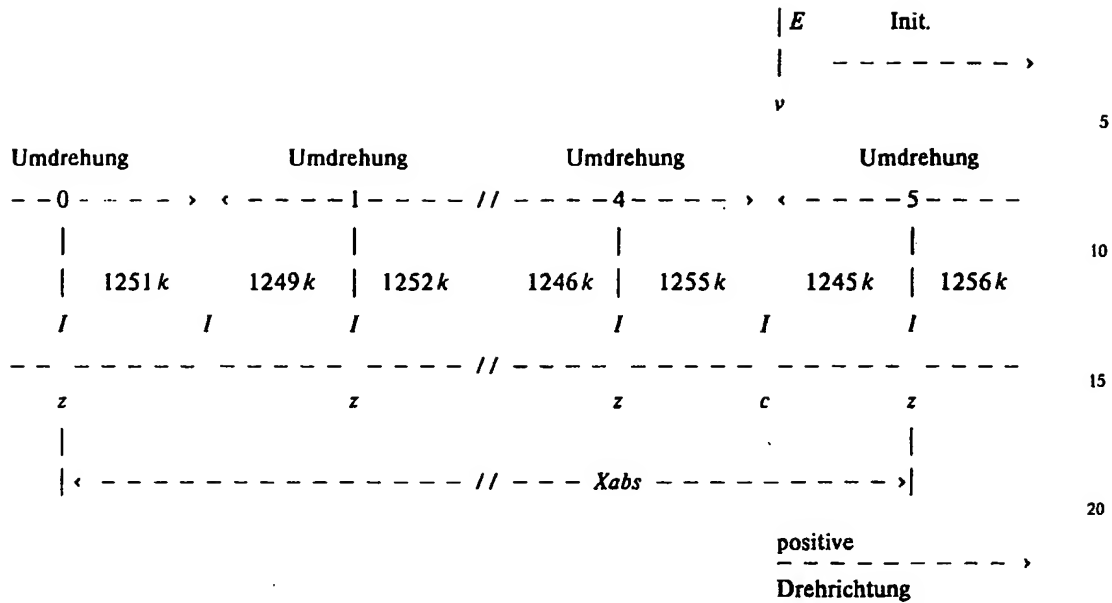 | E Init.
| - - - - - - - ›
v
5
Umdrehung Umdrehung Umdrehung Umdrehung
- - 0 - - - - - › ‹ - - - - - 1 - - - - - // - - - - - 4 - - - - - › ‹ - - - - - 5 - - - -
| | | |
10
| 1251 k 1249 k | 1252 k 1246 k | 1255 k 1245 k | 1256 k
I I I I I I
- - - - - - - - - - - - - - - // - - - - - - - - - - - - - - - - -
15
z z z c z
| |
|‹ - - - - - - - - - - - - - // - - - Xabs - - - - - - - - - ›|
20
positive
- - - - - - - - - ›
Drehrichtung